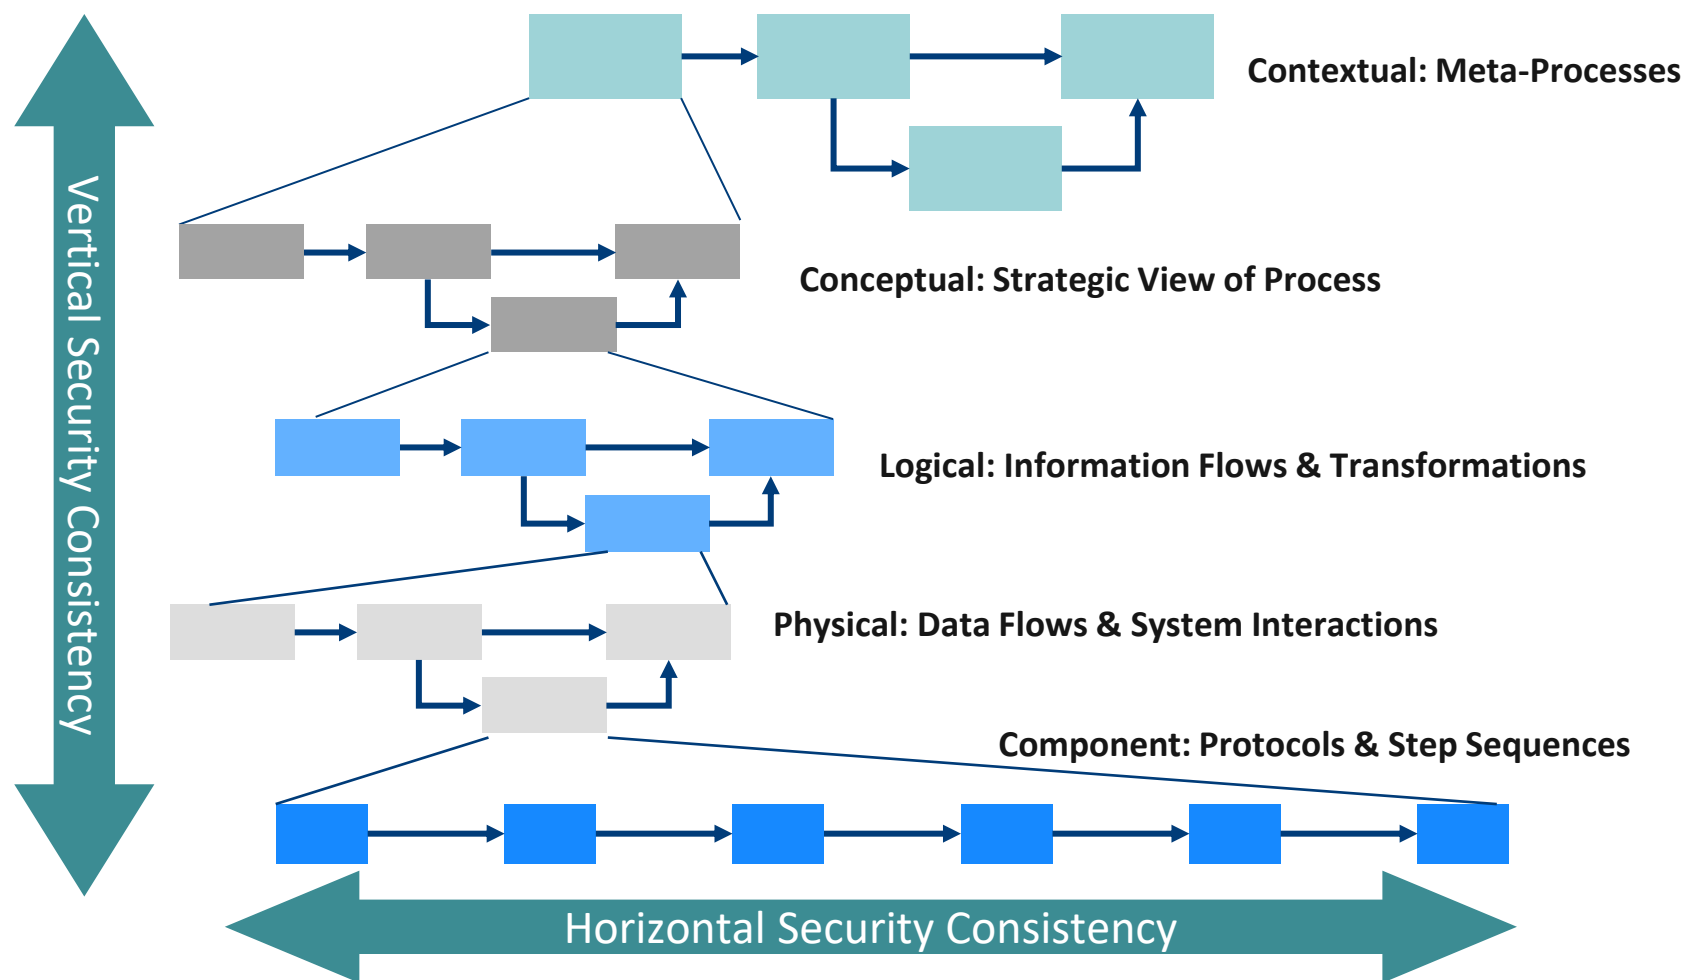 Contextual: Meta-Processes
Vertical Security Consistency
Conceptual: Strategic View of Process
Logical: Information Flows & Transformations
Physical: Data Flows & System Interactions
Component: Protocols & Step Sequences
Horizontal Security Consistency